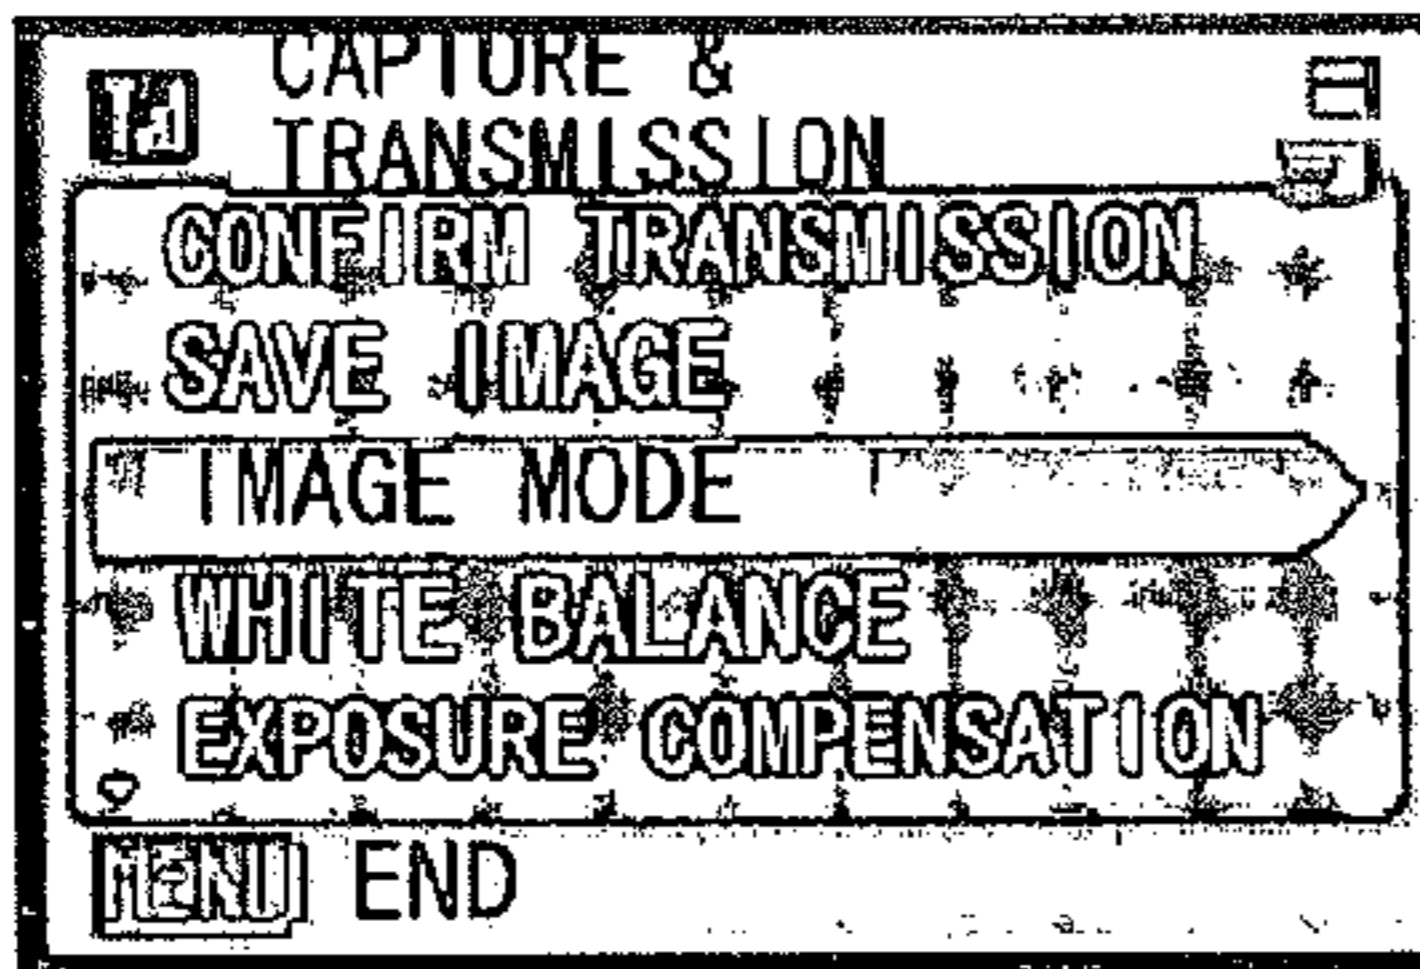 CAPTURE &
TRANSMISSION
CONFIRM TRANSMISSION
SAVE IMAGE
IMAGE MODE
WHITE BALANCE
EXPOSURE COMPENSATION
MENU END